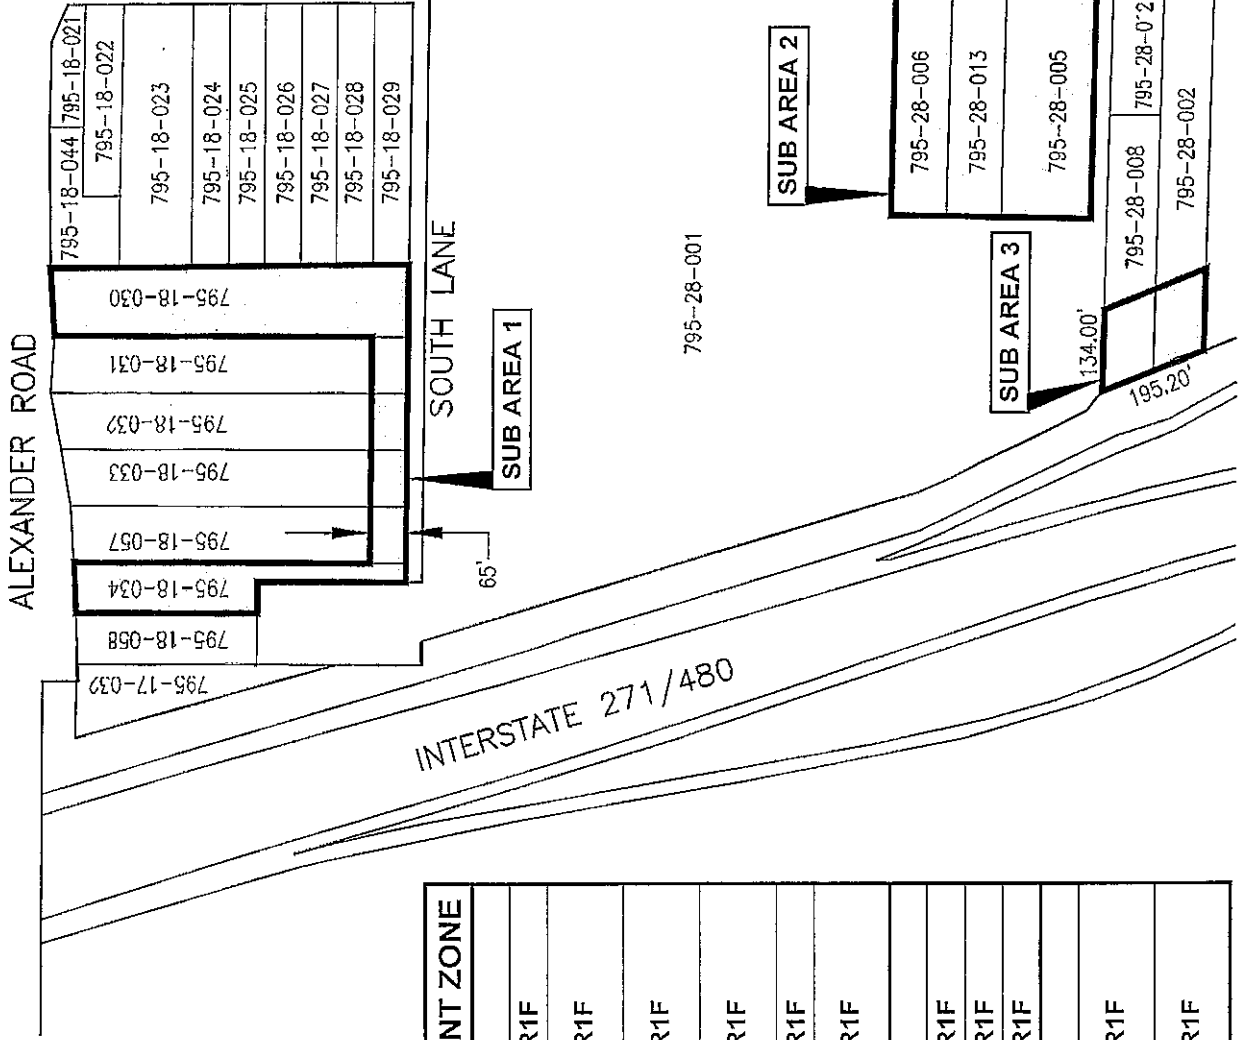 ALEXANDER ROAD
795-18-044
795-18-021
795-18-022
795-18-023
795-18-024
795-18-025
795-18-026
795-18-027
795-18-028
795-18-029
795-18-030
795-18-031
795-18-032
795-18-033
795-18-057
795-18-034
795-18-058
795-17-032
SOUTH LANE
SUB AREA 1
65'
INTERSTATE 271/480
795-28-001
SUB AREA 2
795-28-006
795-28-013
795-28-005
SUB AREA 3
134.00'
195.20'
795-28-008
795-28-012
795-28-002
NT ZONE
R1F
R1F
R1F
R1F
R1F
R1F
R1F
R1F
R1F
R1F
R1F